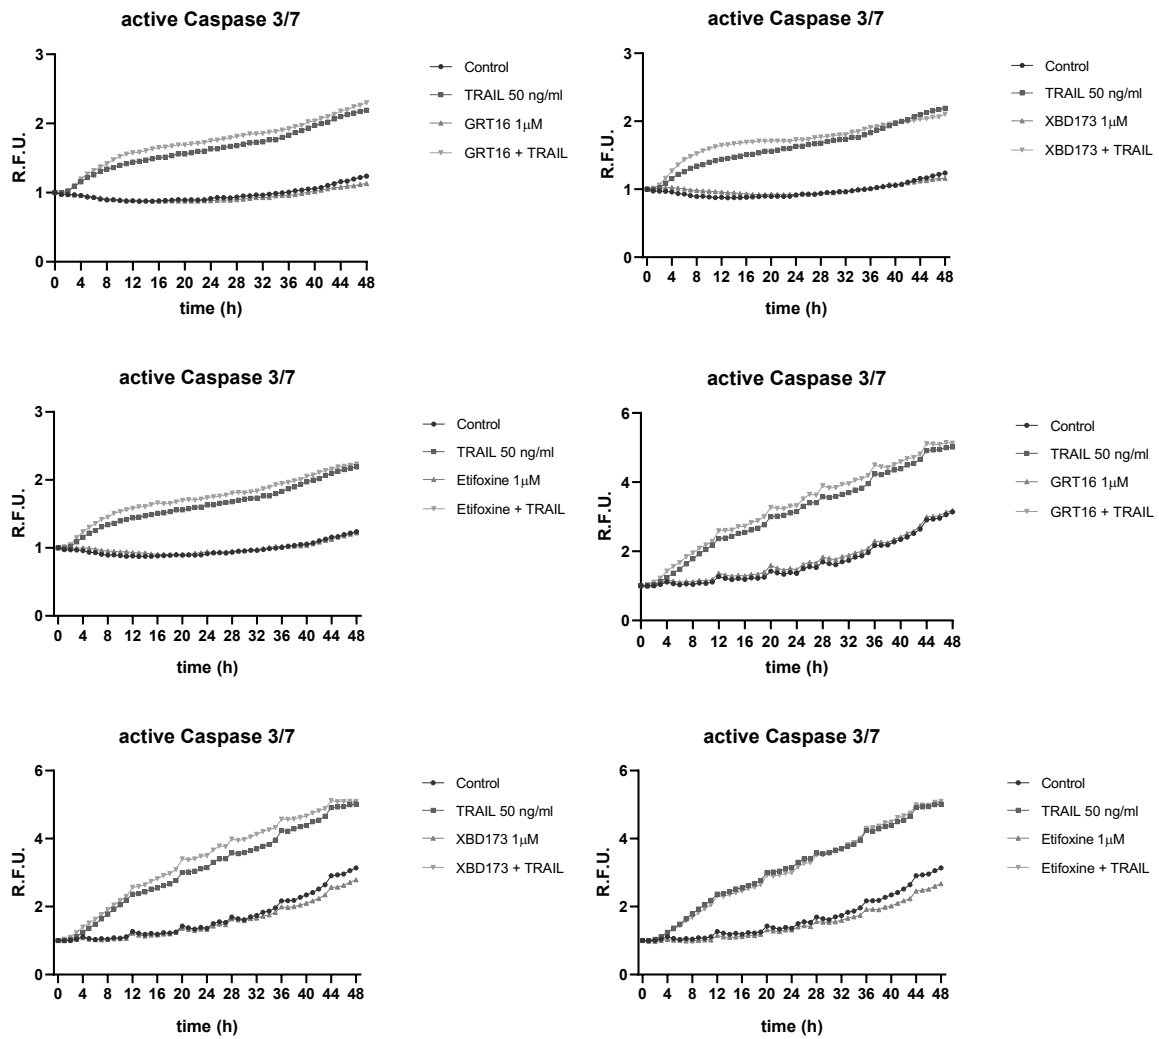 active Caspase 3/7
3
2
1
0
R.F.U.
0 4 8 12 16 20 24 28 32 36 40 44 48
time (h)
Control
TRAIL 50 ng/ml
GRT16 1μM
GRT16 + TRAIL
active Caspase 3/7
3
2
1
0
R.F.U.
0 4 8 12 16 20 24 28 32 36 40 44 48
time (h)
Control
TRAIL 50 ng/ml
XBD173 1μM
XBD173 + TRAIL
active Caspase 3/7
3
2
1
0
R.F.U.
0 4 8 12 16 20 24 28 32 36 40 44 48
time (h)
Control
TRAIL 50 ng/ml
Etifoxine 1μM
Etifoxine + TRAIL
active Caspase 3/7
6
4
2
0
R.F.U.
0 4 8 12 16 20 24 28 32 36 40 44 48
time (h)
Control
TRAIL 50 ng/ml
GRT16 1μM
GRT16 + TRAIL
active Caspase 3/7
6
4
2
0
R.F.U.
0 4 8 12 16 20 24 28 32 36 40 44 48
time (h)
Control
TRAIL 50 ng/ml
XBD173 1μM
XBD173 + TRAIL
active Caspase 3/7
6
4
2
0
R.F.U.
0 4 8 12 16 20 24 28 32 36 40 44 48
time (h)
Control
TRAIL 50 ng/ml
Etifoxine 1μM
Etifoxine + TRAIL